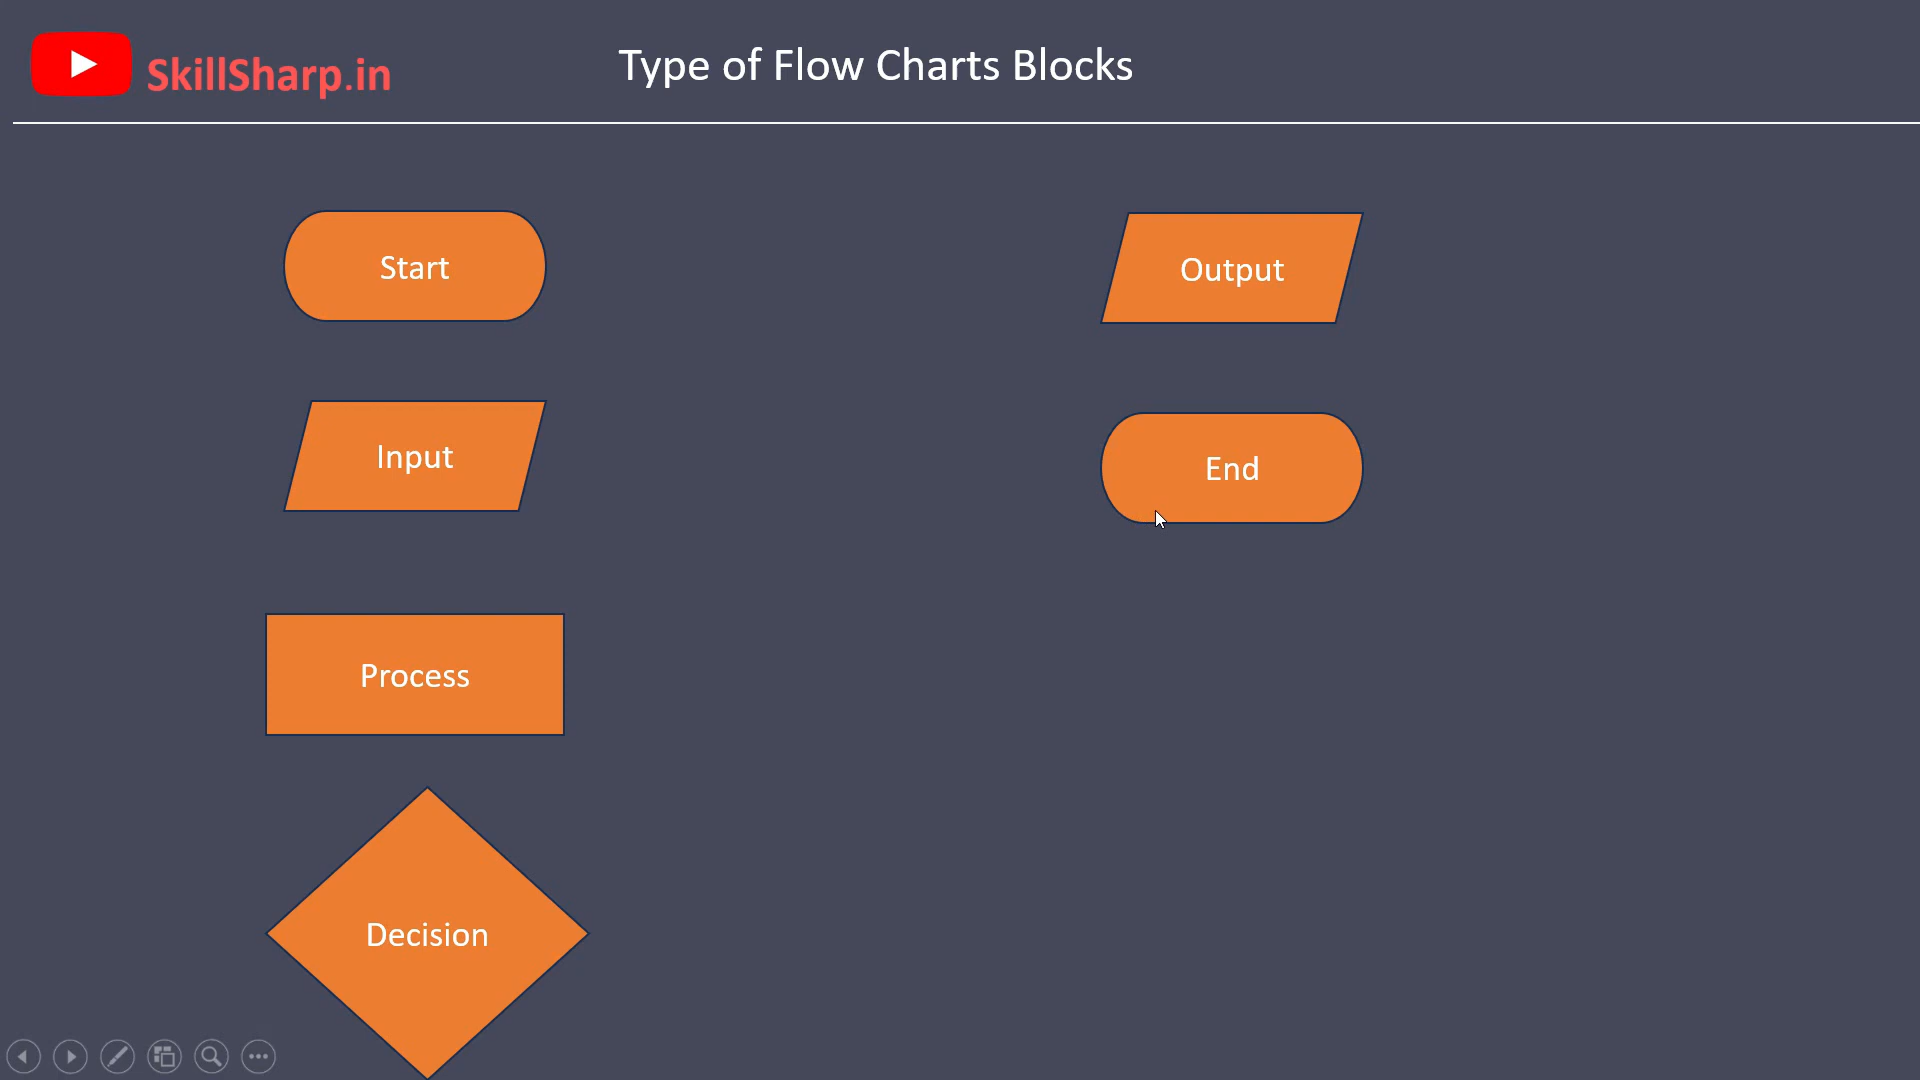 SkillSharp.in
Type of Flow Charts Blocks
Start
Input
Process
Decision
Output
End